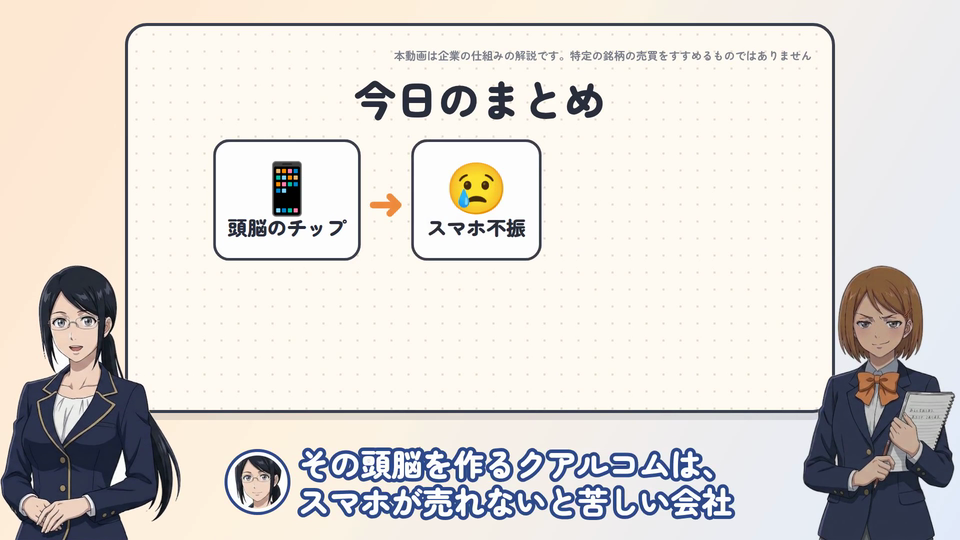 本動画は企業の仕組みの解説です。特定の銘柄の売買をすすめるものではありません
今日のまとめ
頭脳のチップ
スマホ不振
その頭脳を作るクアルコムは、
スマホが売れないと苦しい会社